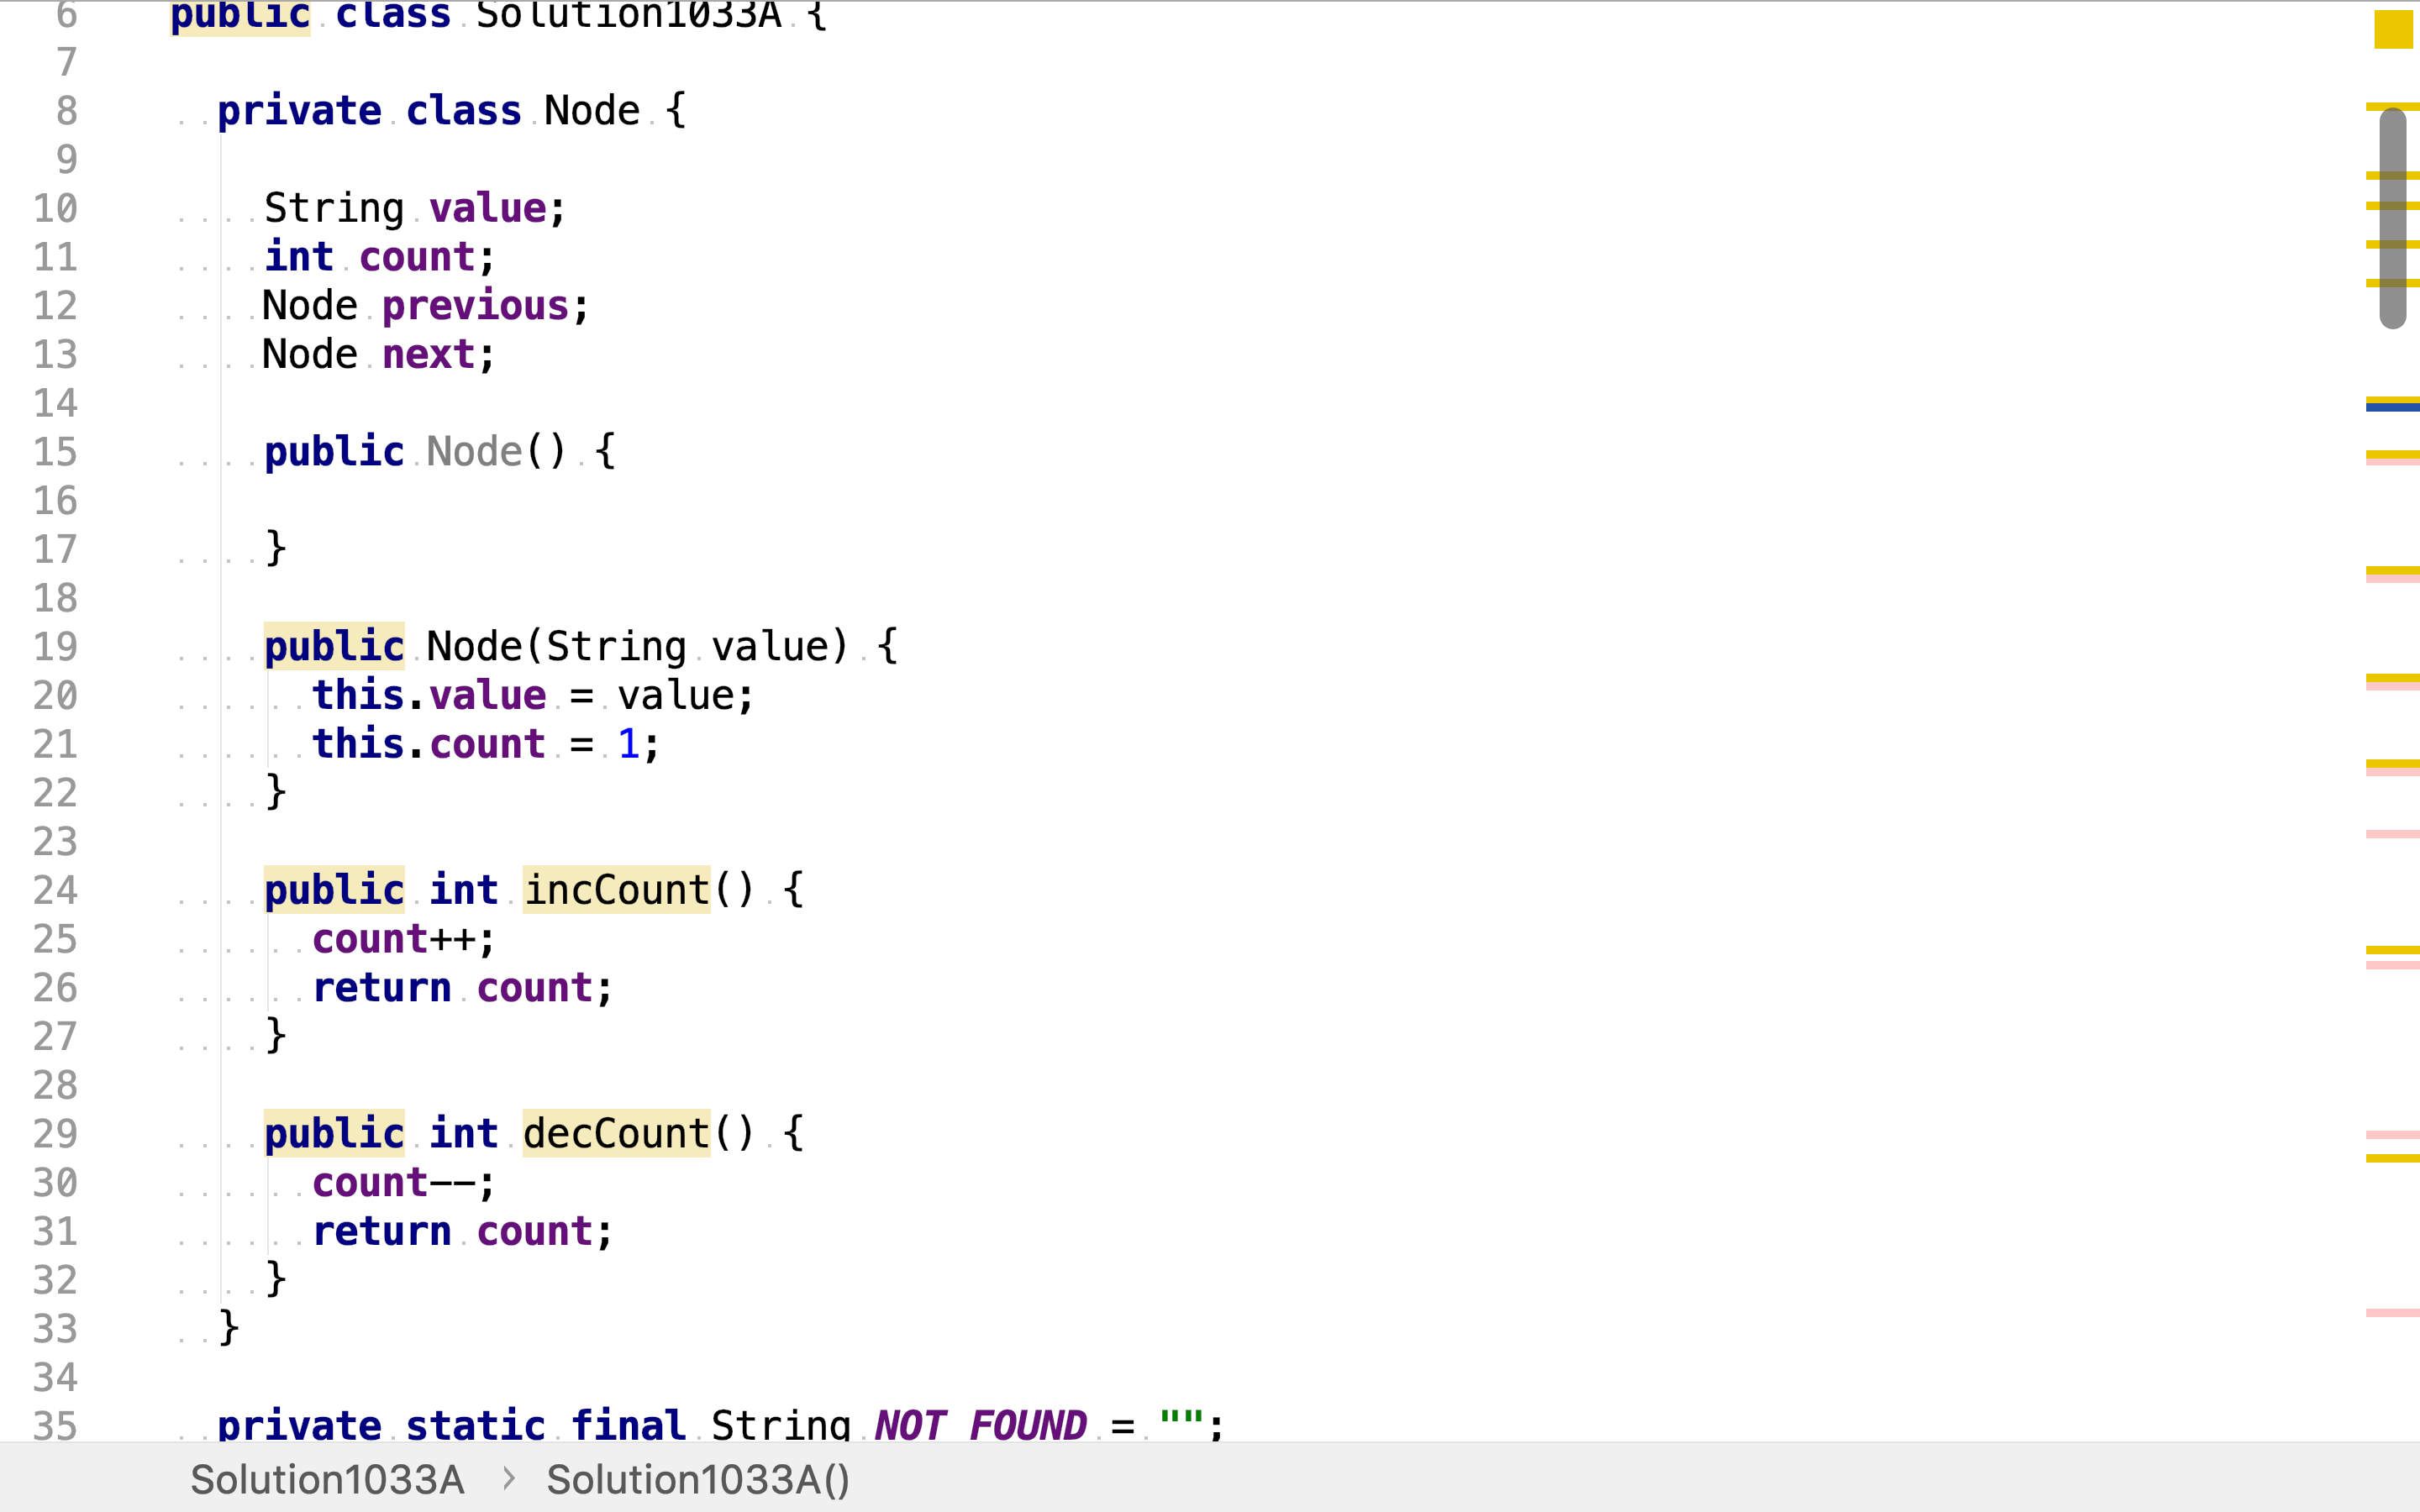 6 public class Solution1033A {
7
8 private class Node {
9
10 String value;
11 int count;
12 Node previous;
13 Node next;
14
15 public Node() {
16
17 }
18
19 public Node(String value) {
20 this.value = value;
21 this.count = 1;
22 }
23
24 public int incCount() {
25 count++;
26 return count;
27 }
28
29 public int decCount() {
30 count--;
31 return count;
32 }
33 }
34
35 private static final String NOT_FOUND = "";
Solution1033A > Solution1033A()